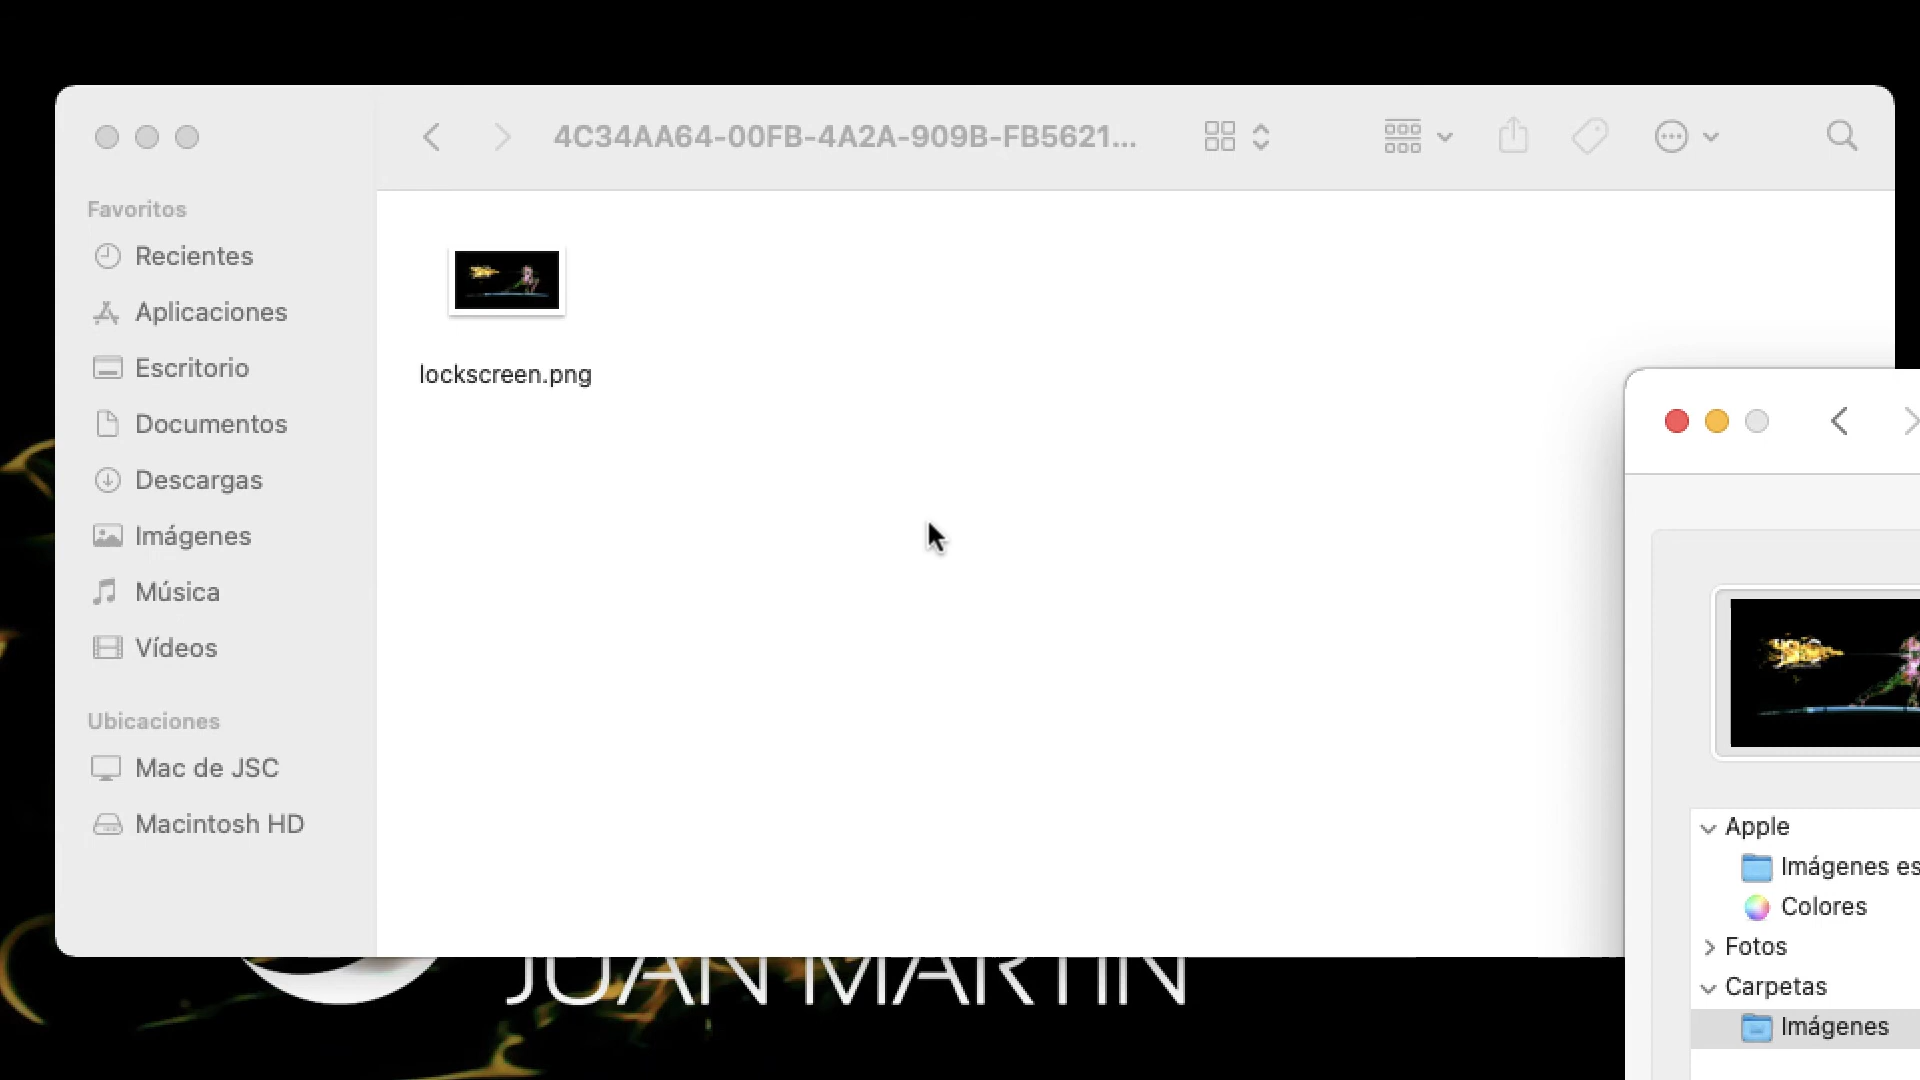 4C34AA64-00FB-4A2A-909B-FB5621...
Favoritos
Recientes
Aplicaciones
Escritorio
Documentos
Descargas
Imágenes
Música
Vídeos
Ubicaciones
Mac de JSC
Macintosh HD
lockscreen.png
Apple
Imágenes es
Colores
Fotos
Carpetas
Imágenes
JUAN MARTIN